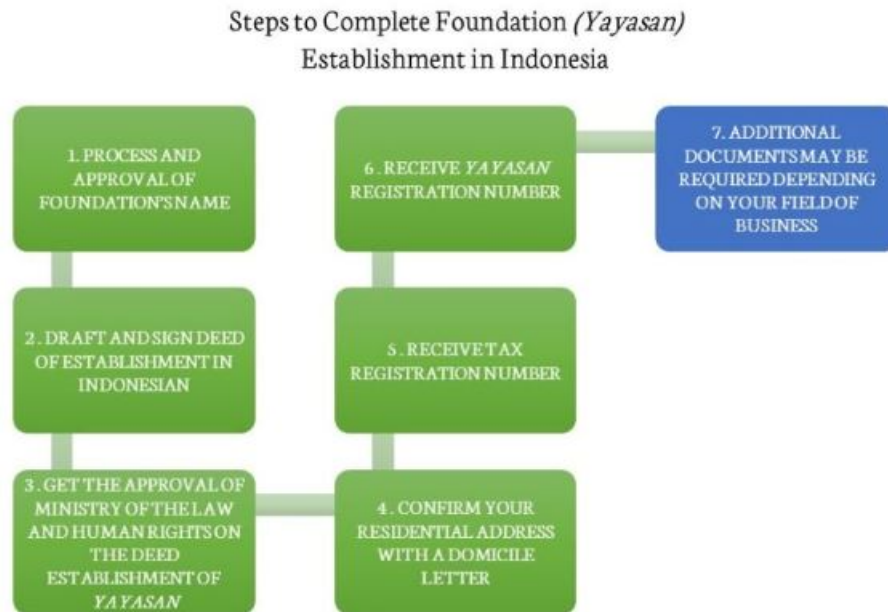 Steps to Complete Foundation (Yayasan)
Establishment in Indonesia
1. PROCESS AND
APPROVAL OF
FOUNDATION'S NAME
2. DRAFT AND SIGN DEED
OF ESTABLISHMENT IN
INDONESIAN
3. GET THE APPROVAL OF
MINISTRY OF THE LAW
AND HUMAN RIGHTS ON
THE DEED
ESTABLISHMENT OF
YAYASAN
4. CONFIRM YOUR
RESIDENTIAL ADDRESS
WITH A DOMICILE
LETTER
5. RECEIVE TAX
REGISTRATION NUMBER
6. RECEIVE YAYASAN
REGISTRATION NUMBER
7. ADDITIONAL
DOCUMENTS MAY BE
REQUIRED DEPENDING
ON YOUR FIELD OF
BUSINESS